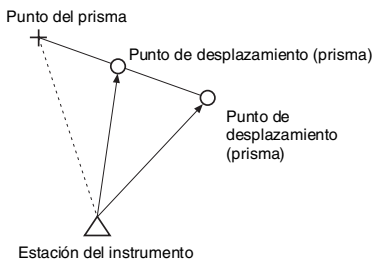 Punto del prisma
Punto de desplazamiento (prisma)
Punto de
desplazamiento
(prisma)
Estación del instrumento